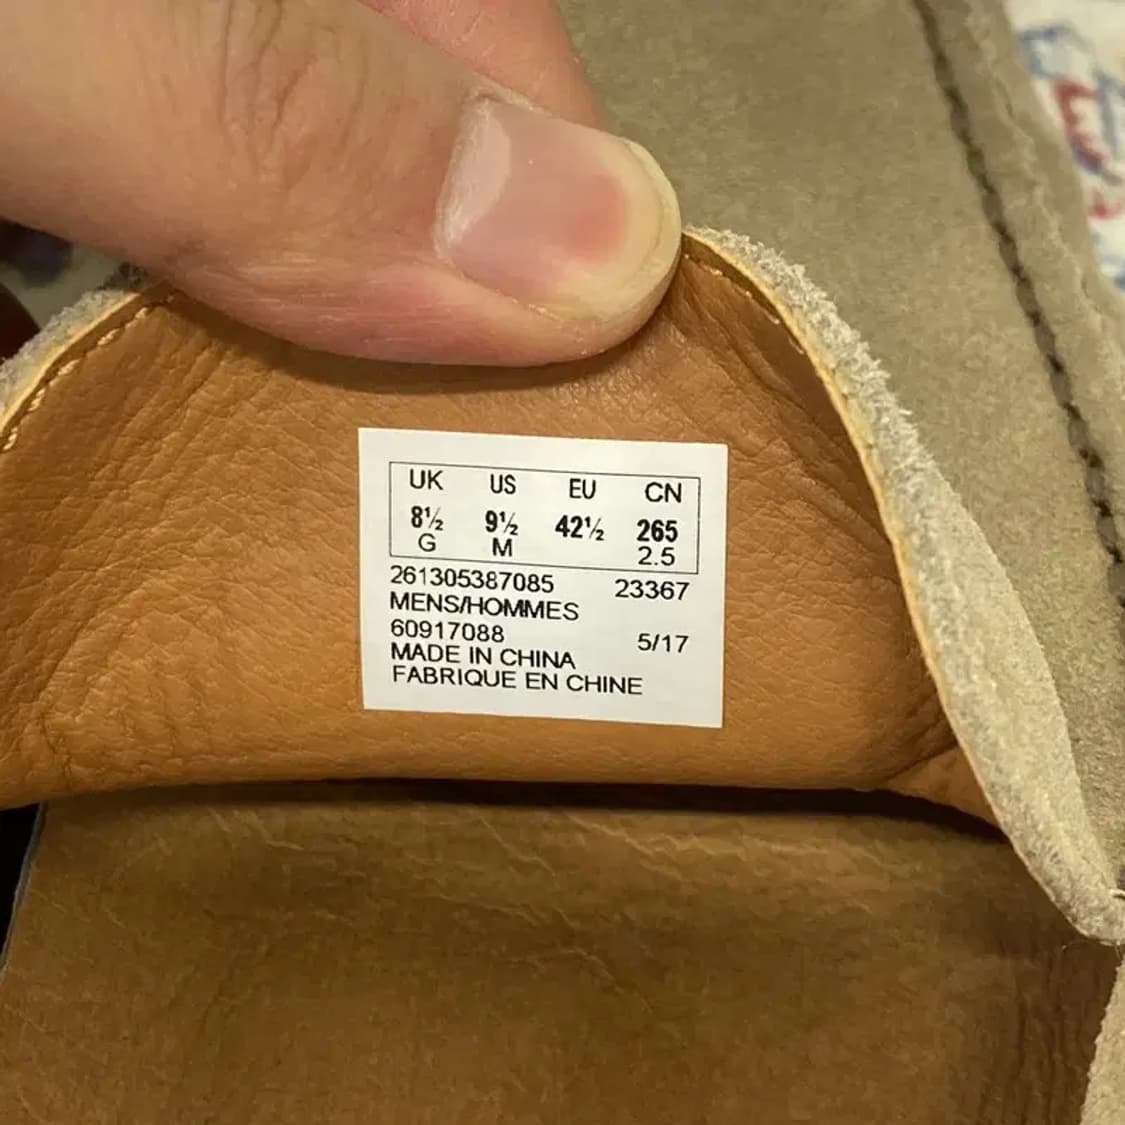 UK US EU CN
8½ 9½ 42½ 265
G M 2.5
261305387085 23367
MENS/HOMMES
60917088 5/17
MADE IN CHINA
FABRIQUE EN CHINE